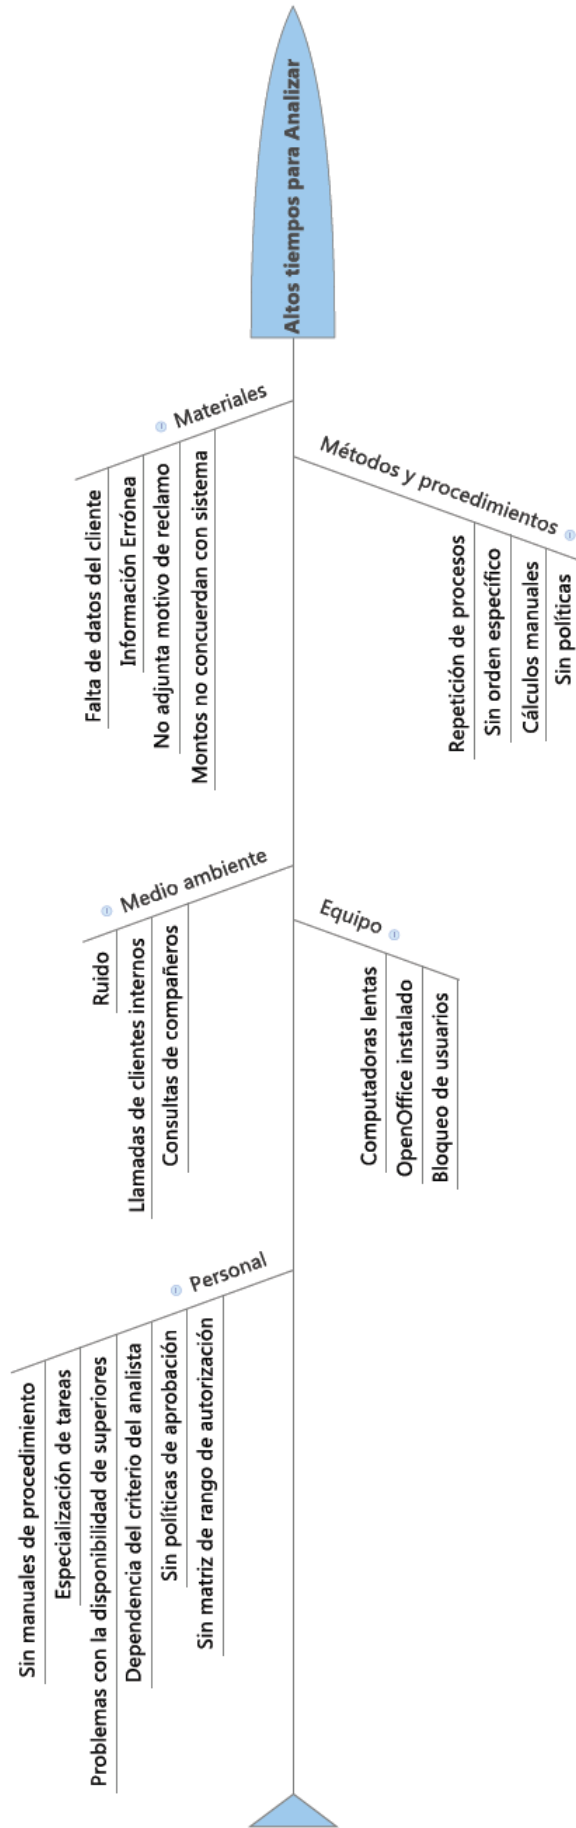 Altos tiempos para Analizar
Materiales
Falta de datos del cliente
Información Errónea
No adjunta motivo de reclamo
Montos no concuerdan con sistema
Métodos y procedimientos
Repetición de procesos
Sin orden específico
Cálculos manuales
Sin políticas
Medio ambiente
Ruido
Llamadas de clientes internos
Consultas de compañeros
Equipo
Computadoras lentas
OpenOffice instalado
Bloqueo de usuarios
Personal
Sin manuales de procedimiento
Especialización de tareas
Problemas con la disponibilidad de superiores
Dependencia del criterio del analista
Sin políticas de aprobación
Sin matriz de rango de autorización